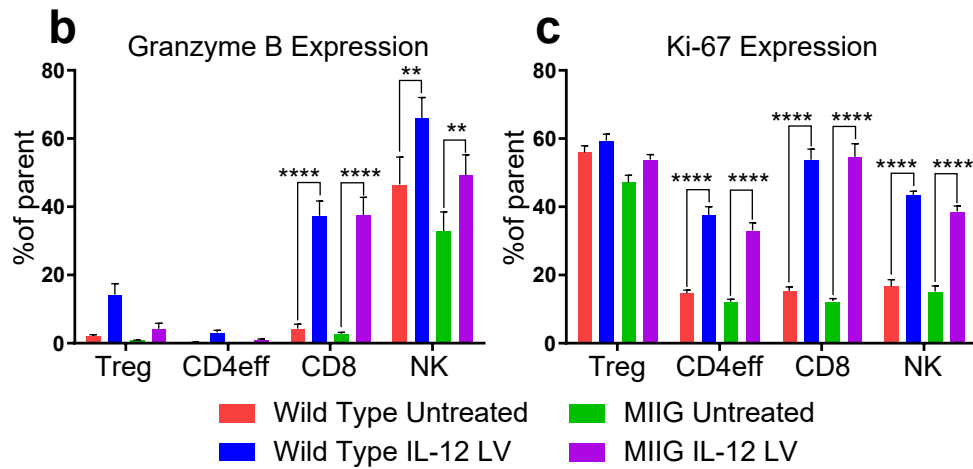 b
Granzyme B Expression
%of parent
80
60
40
20
0
****
****
**
**
Treg CD4eff CD8 NK
c
Ki-67 Expression
%of parent
80
60
40
20
0
****
****
****
****
****
****
Treg CD4eff CD8 NK
Wild Type Untreated
MIIG Untreated
Wild Type IL-12 LV
MIIG IL-12 LV